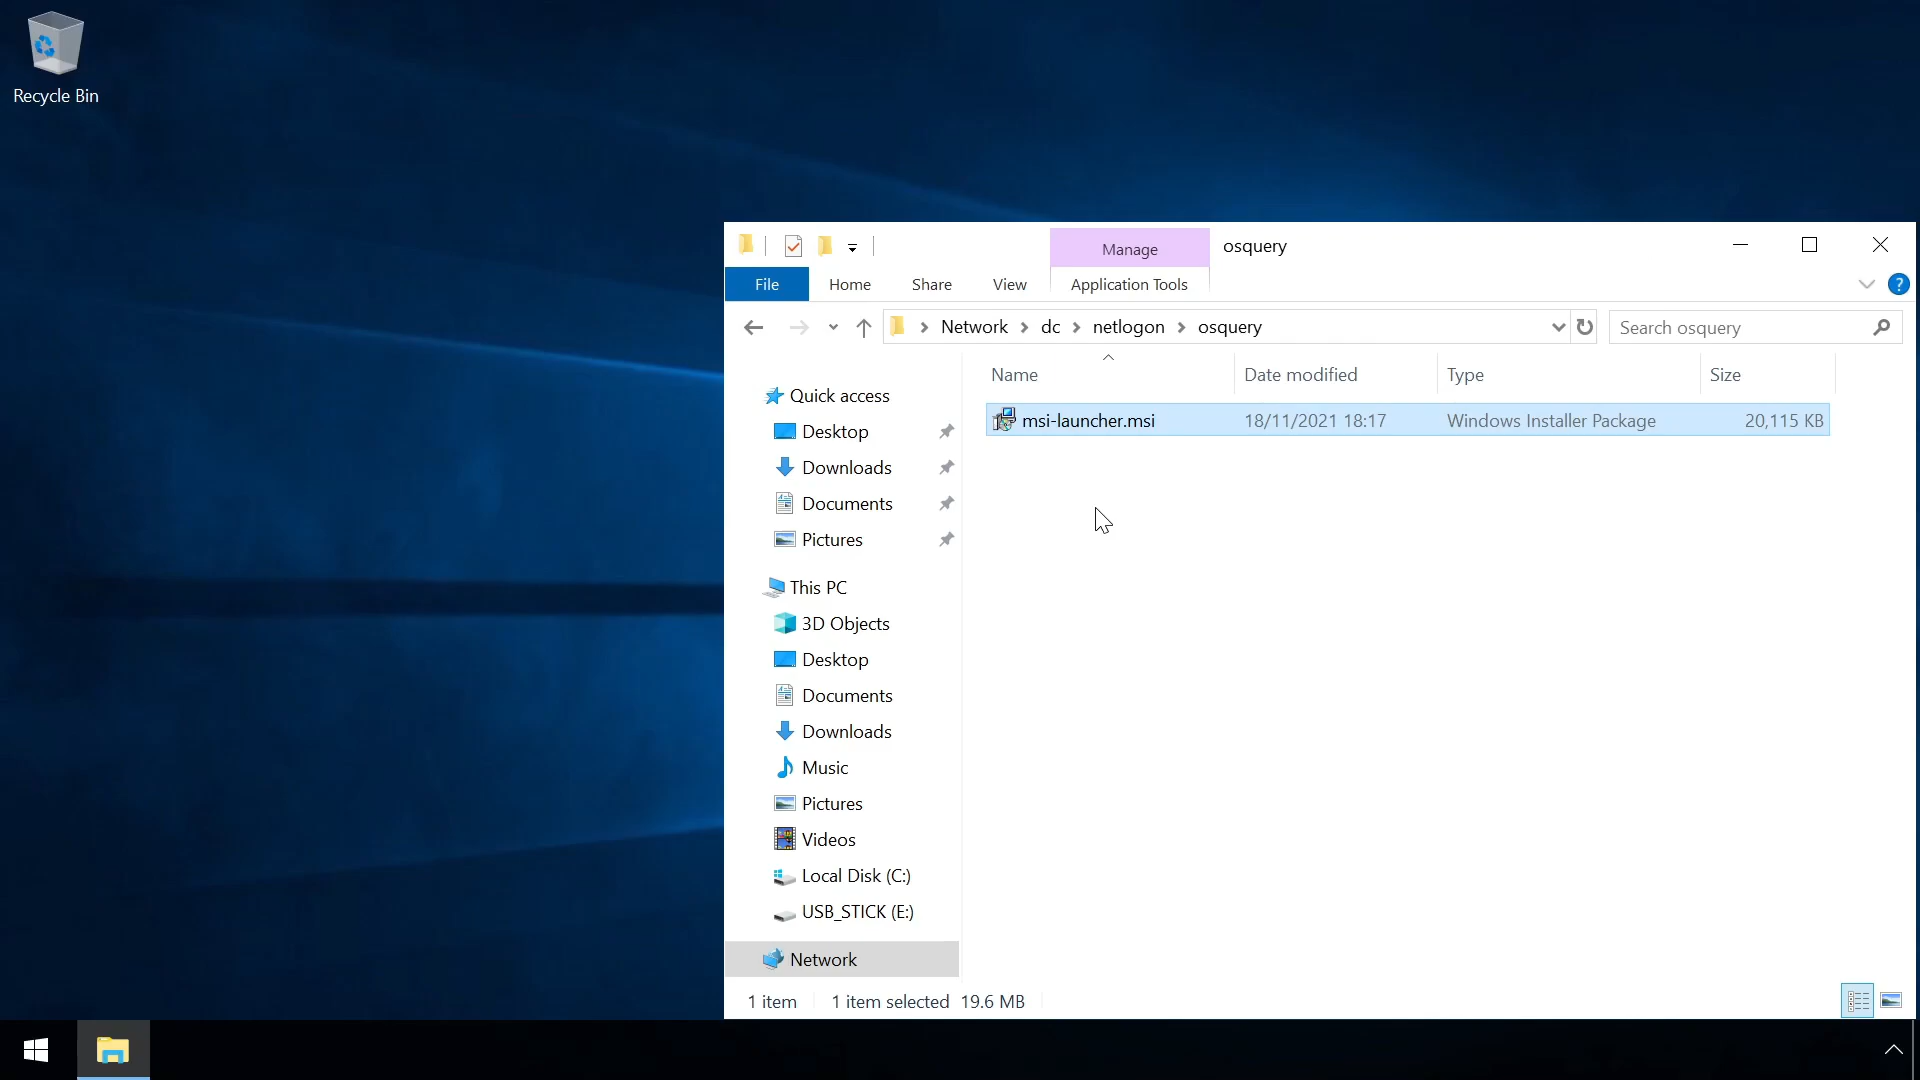 Recycle Bin
Manage
osquery
File
Home
Share
View
Application Tools
?
Network
dc
netlogon
osquery
Search osquery
Name
Date modified
Type
Size
msi-launcher.msi
18/11/2021 18:17
Windows Installer Package
20,115 KB
Quick access
Desktop
Downloads
Documents
Pictures
This PC
3D Objects
Desktop
Documents
Downloads
Music
Pictures
Videos
Local Disk (C:)
USB_STICK (E:)
Network
1 item
1 item selected 19.6 MB